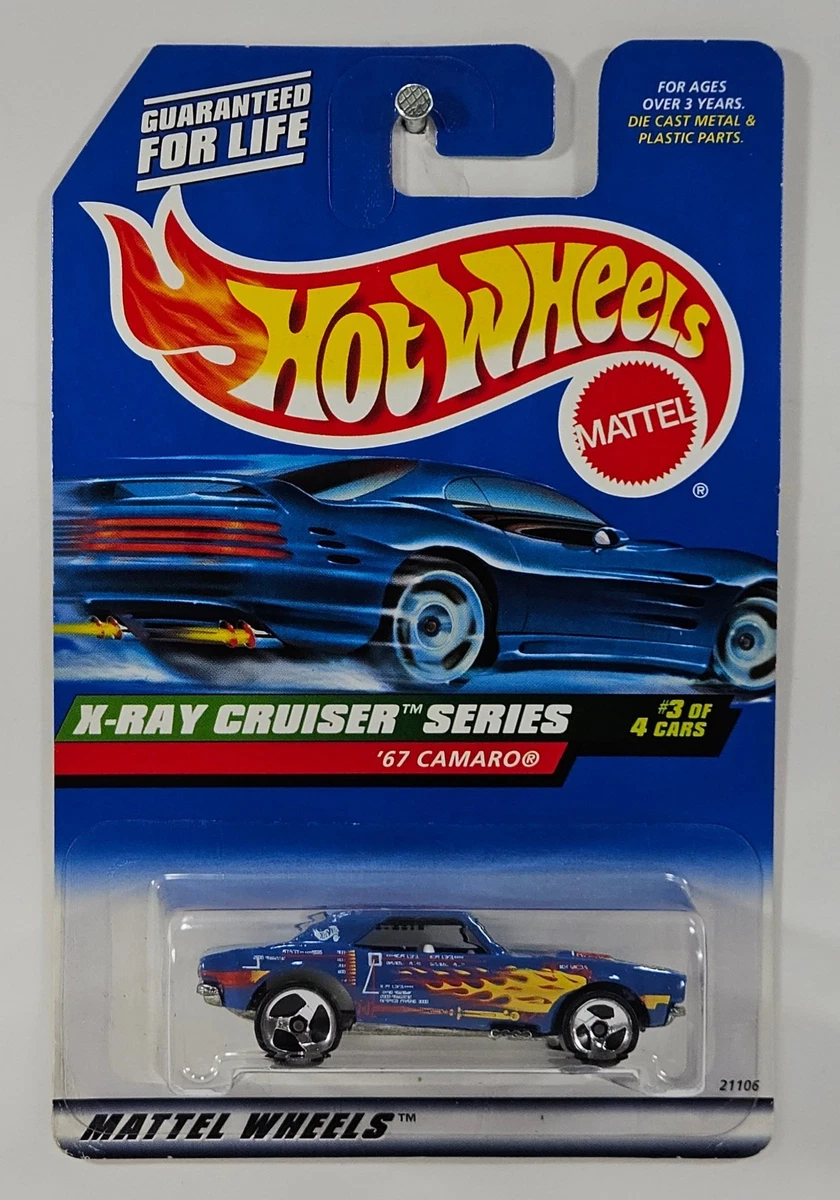 GUARANTEED
FOR LIFE
FOR AGES
OVER 3 YEARS.
DIE CAST METAL &
PLASTIC PARTS.
HOT WHEELS
MATTEL
®
X-RAY CRUISER™ SERIES
#3 OF
4 CARS
'67 CAMARO®
21106
MATTEL WHEELS™